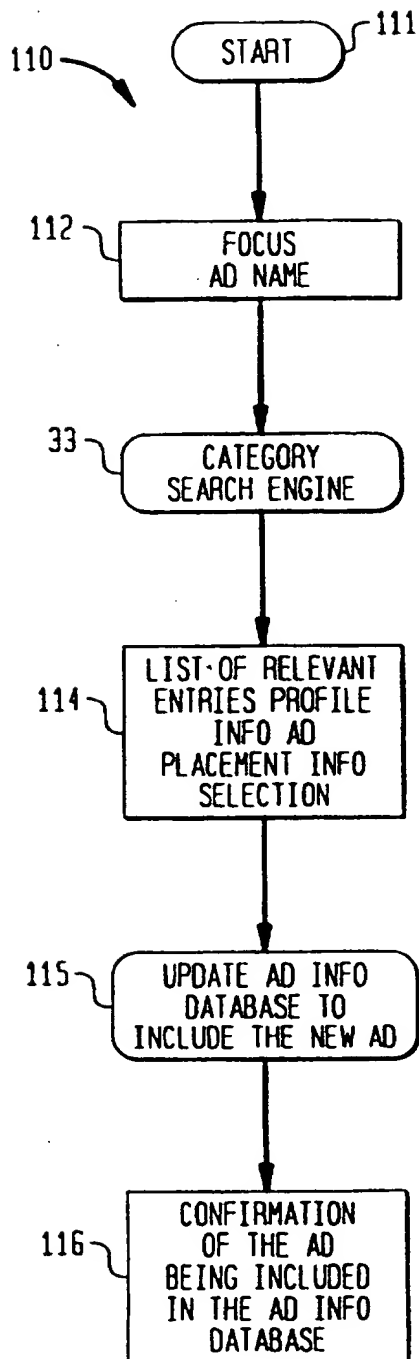 110
START
111
112
FOCUS
AD NAME
33
CATEGORY
SEARCH ENGINE
114
LIST OF RELEVANT
ENTRIES PROFILE
INFO AD
PLACEMENT INFO
SELECTION
115
UPDATE AD INFO
DATABASE TO
INCLUDE THE NEW AD
116
CONFIRMATION
OF THE AD
BEING INCLUDED
IN THE AD INFO
DATABASE